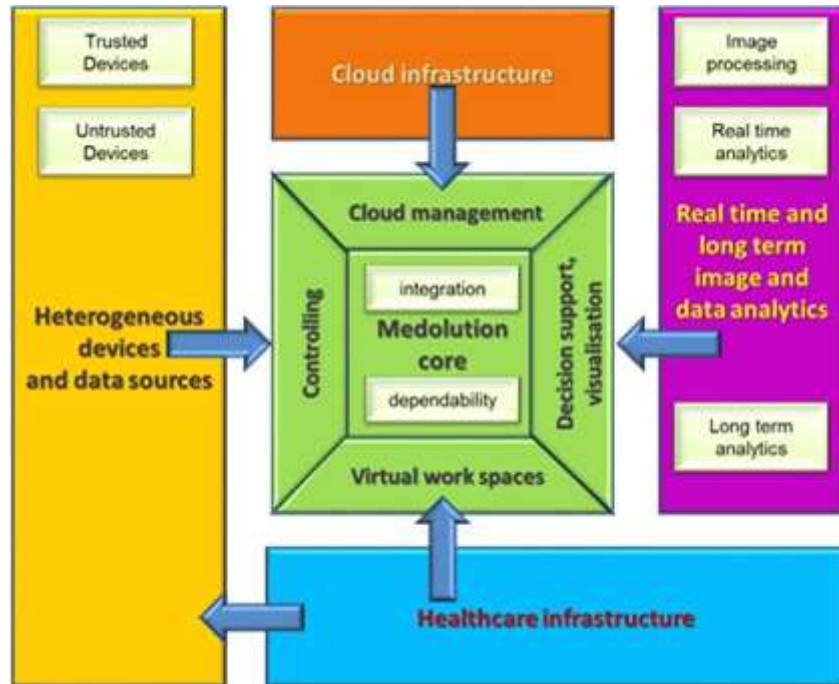 Trusted
Devices
Untrusted
Devices
Heterogeneous
devices
and data sources
Cloud infrastructure
Cloud management
Controlling
integration
Medolution
core
dependability
Decision support,
visualisation
Virtual work spaces
Image
processing
Real time
analytics
Real time and
long term
image and
data analytics
Long term
analytics
Healthcare infrastructure